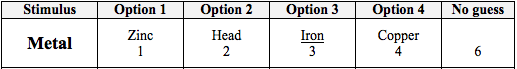 Stimulus Option 1 Option 2 Option 3 Option 4 No guess
Metal Zinc Head Iron Copper
1 2 3 4 6